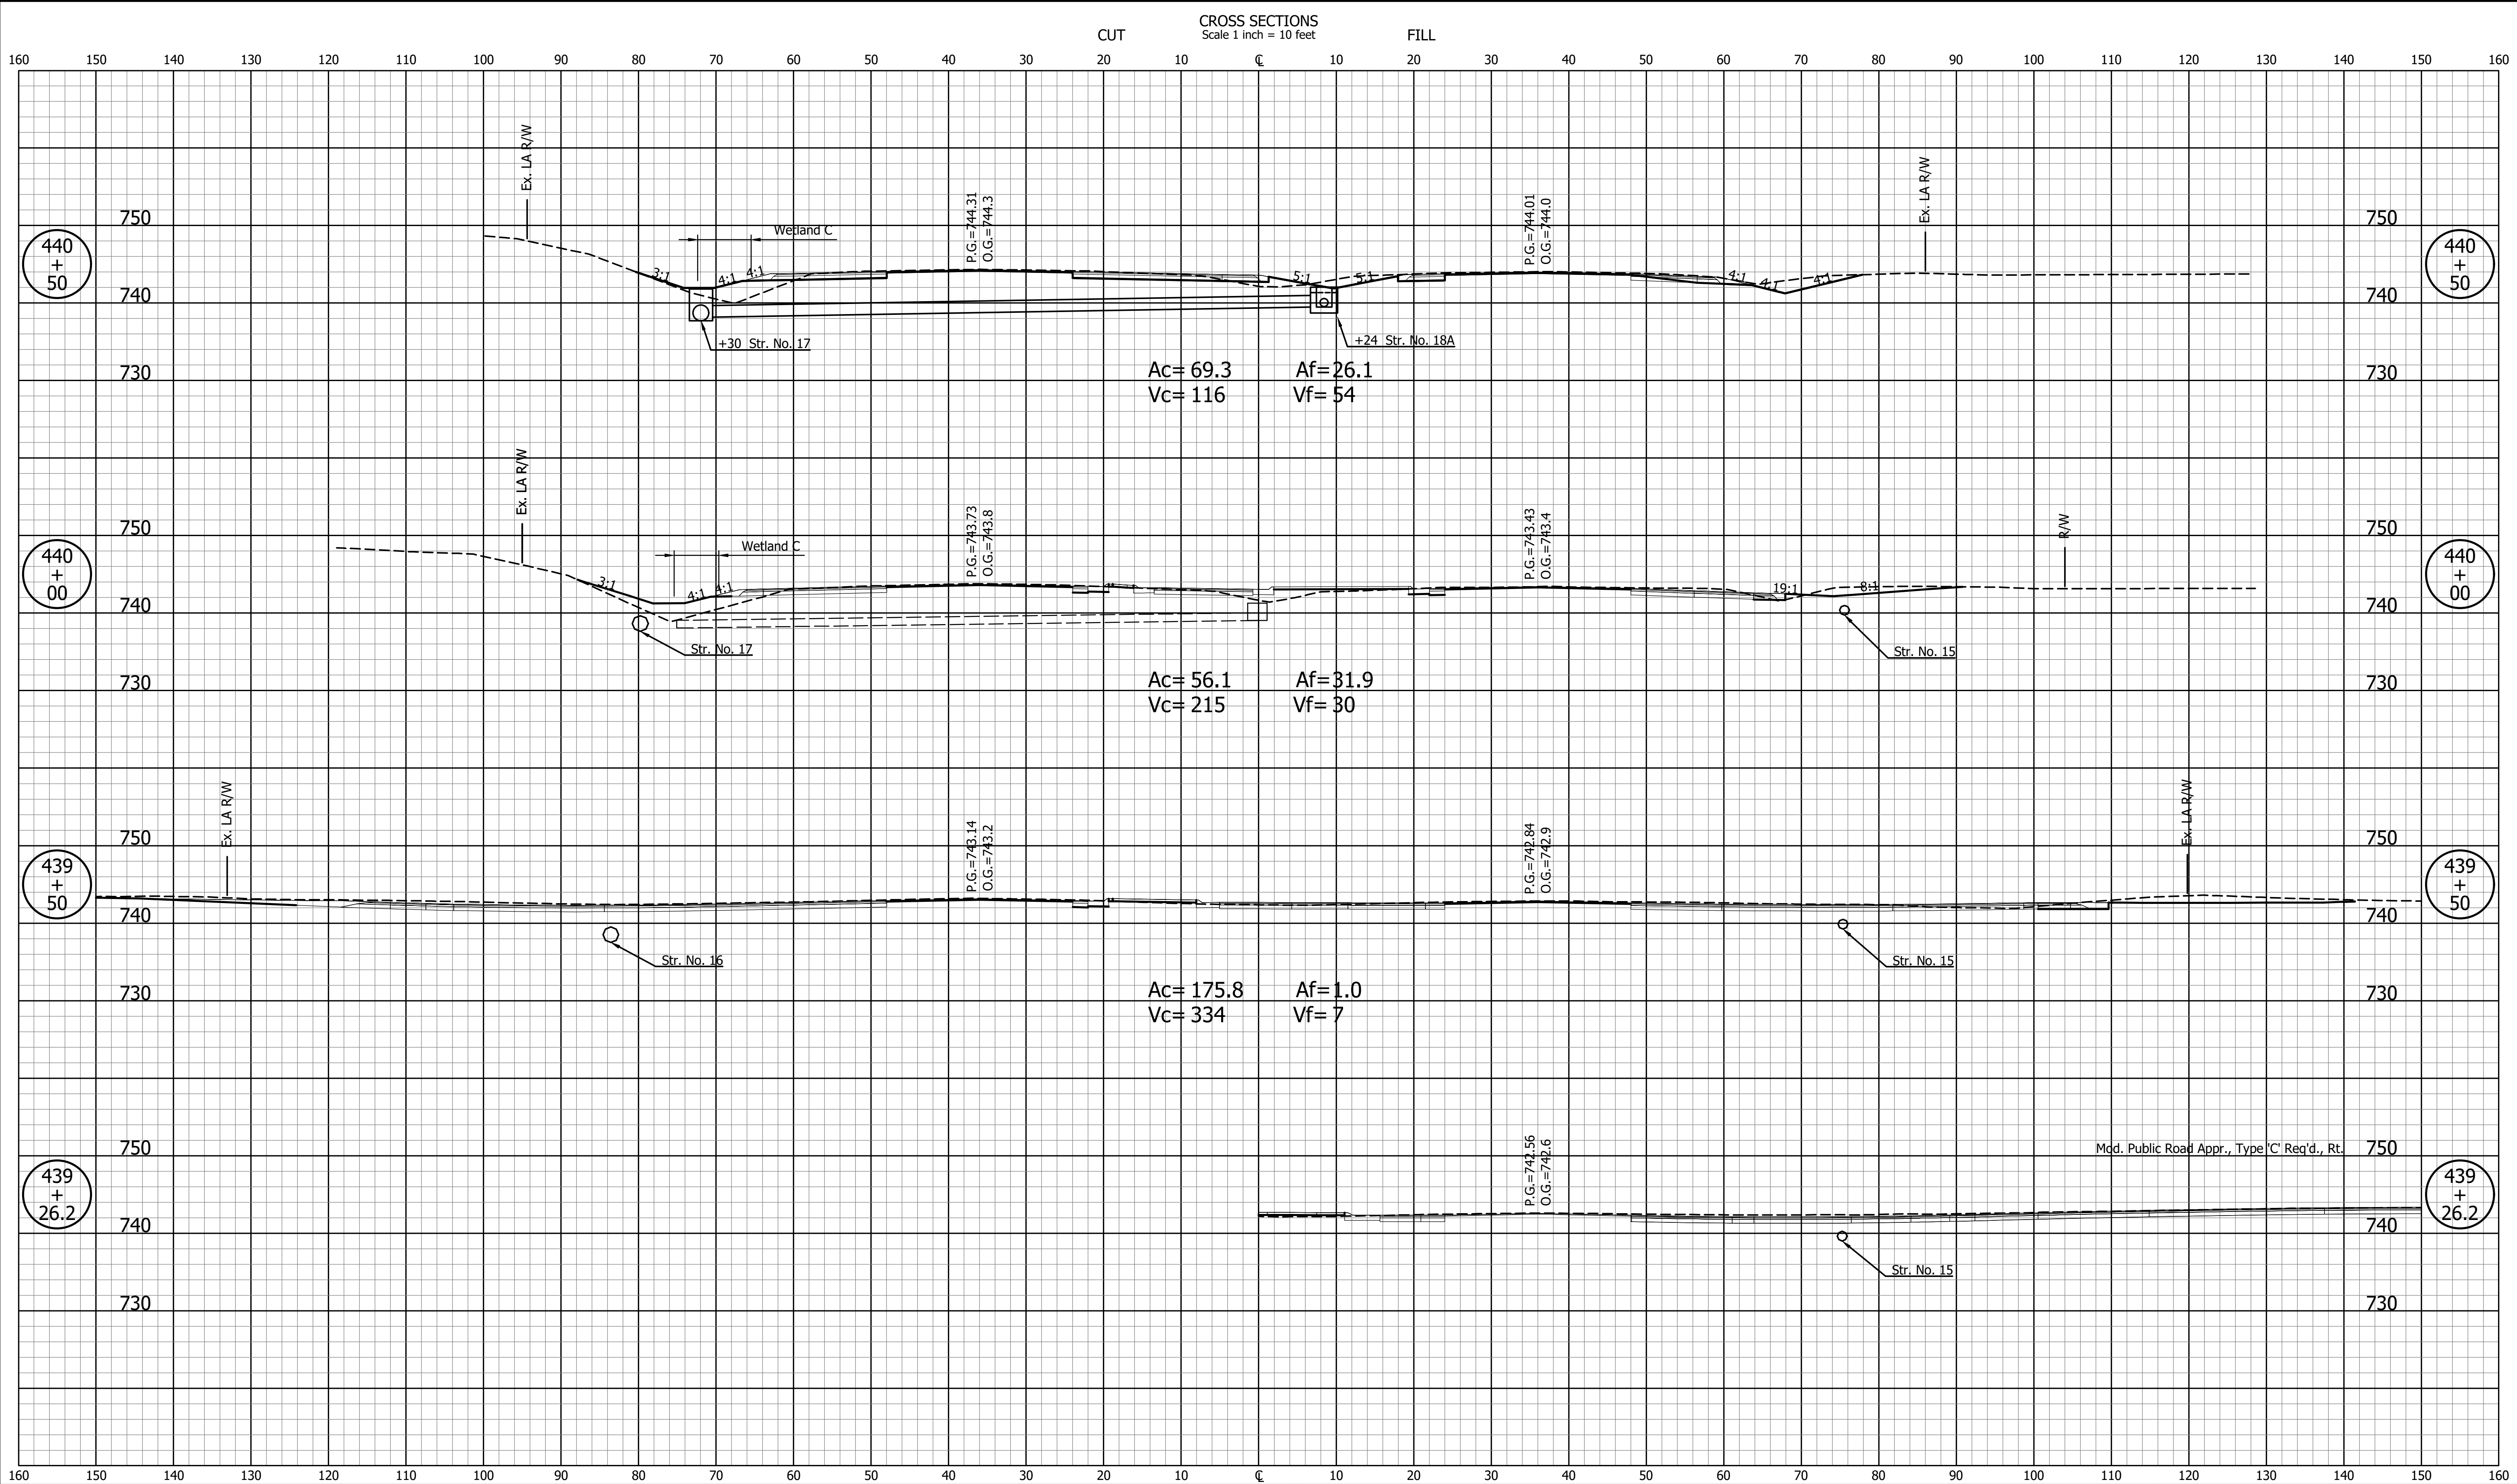 CROSS SECTIONS
CUT Scale 1 inch = 10 feet FILL
160 150 140 130 120 110 100 90 80 70 60 50 40 30 20 10 ℄ 10 20 30 40 50 60 70 80 90 100 110 120 130 140 150 160
Ex. LA R/W
Ex. LA R/W
P.G.=744.31
O.G.=744.3
P.G.=744.01
O.G.=744.0
750 750
Wetland C
440
+
50
440
+
50
3:1 4:1 4:1 5:1 5:1 4:1 4:1 4:1
740 740
+30 Str. No. 17
+24 Str. No. 18A
730 730
Ac= 69.3 Af=26.1
Vc= 116 Vf= 54
Ex. LA R/W
P.G.=743.73
O.G.=743.8
P.G.=743.43
O.G.=743.4
R/W
750 750
Wetland C
440
+
00
440
+
00
3:1 4:1 4:1 19:1 8:1
740 740
Str. No. 17
Str. No. 15
730 730
Ac= 56.1 Af=31.9
Vc= 215 Vf= 30
Ex. LA R/W
Ex. LA R/W
P.G.=743.14
O.G.=743.2
P.G.=742.84
O.G.=742.9
750 750
439
+
50
439
+
50
740 740
Str. No. 16
Str. No. 15
730 730
Ac= 175.8 Af=1.0
Vc= 334 Vf= 7
P.G.=742.56
O.G.=742.6
Mod. Public Road Appr., Type 'C' Req'd., Rt.
750 750
439
+
26.2
439
+
26.2
740 740
Str. No. 15
730 730
160 150 140 130 120 110 100 90 80 70 60 50 40 30 20 10 ℄ 10 20 30 40 50 60 70 80 90 100 110 120 130 140 150 160